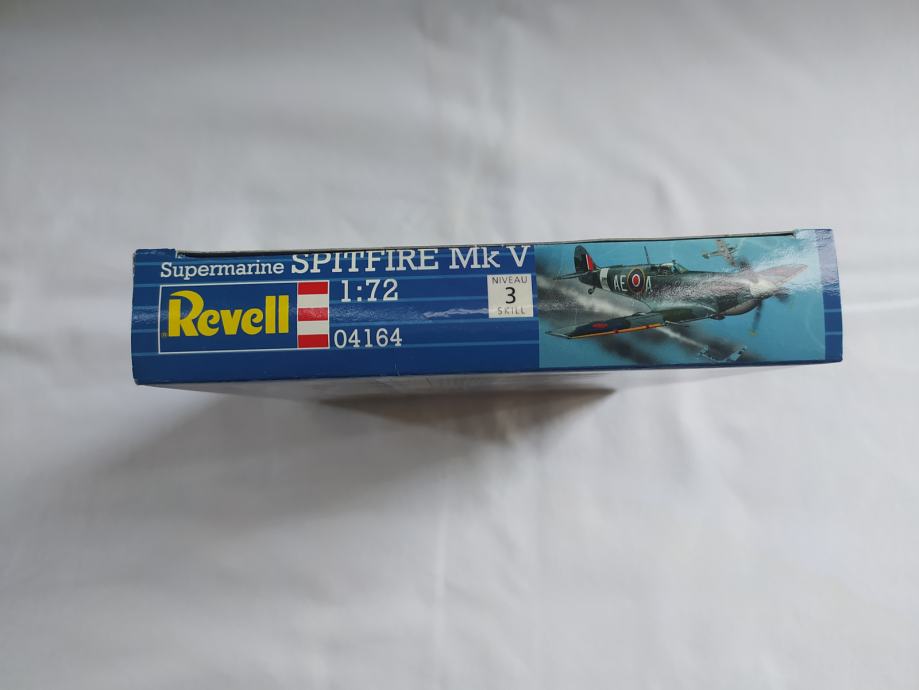 Supermarine SPITFIRE Mk V
Revell
1:72
04164
NIVEAU
3
SKILL
AE A